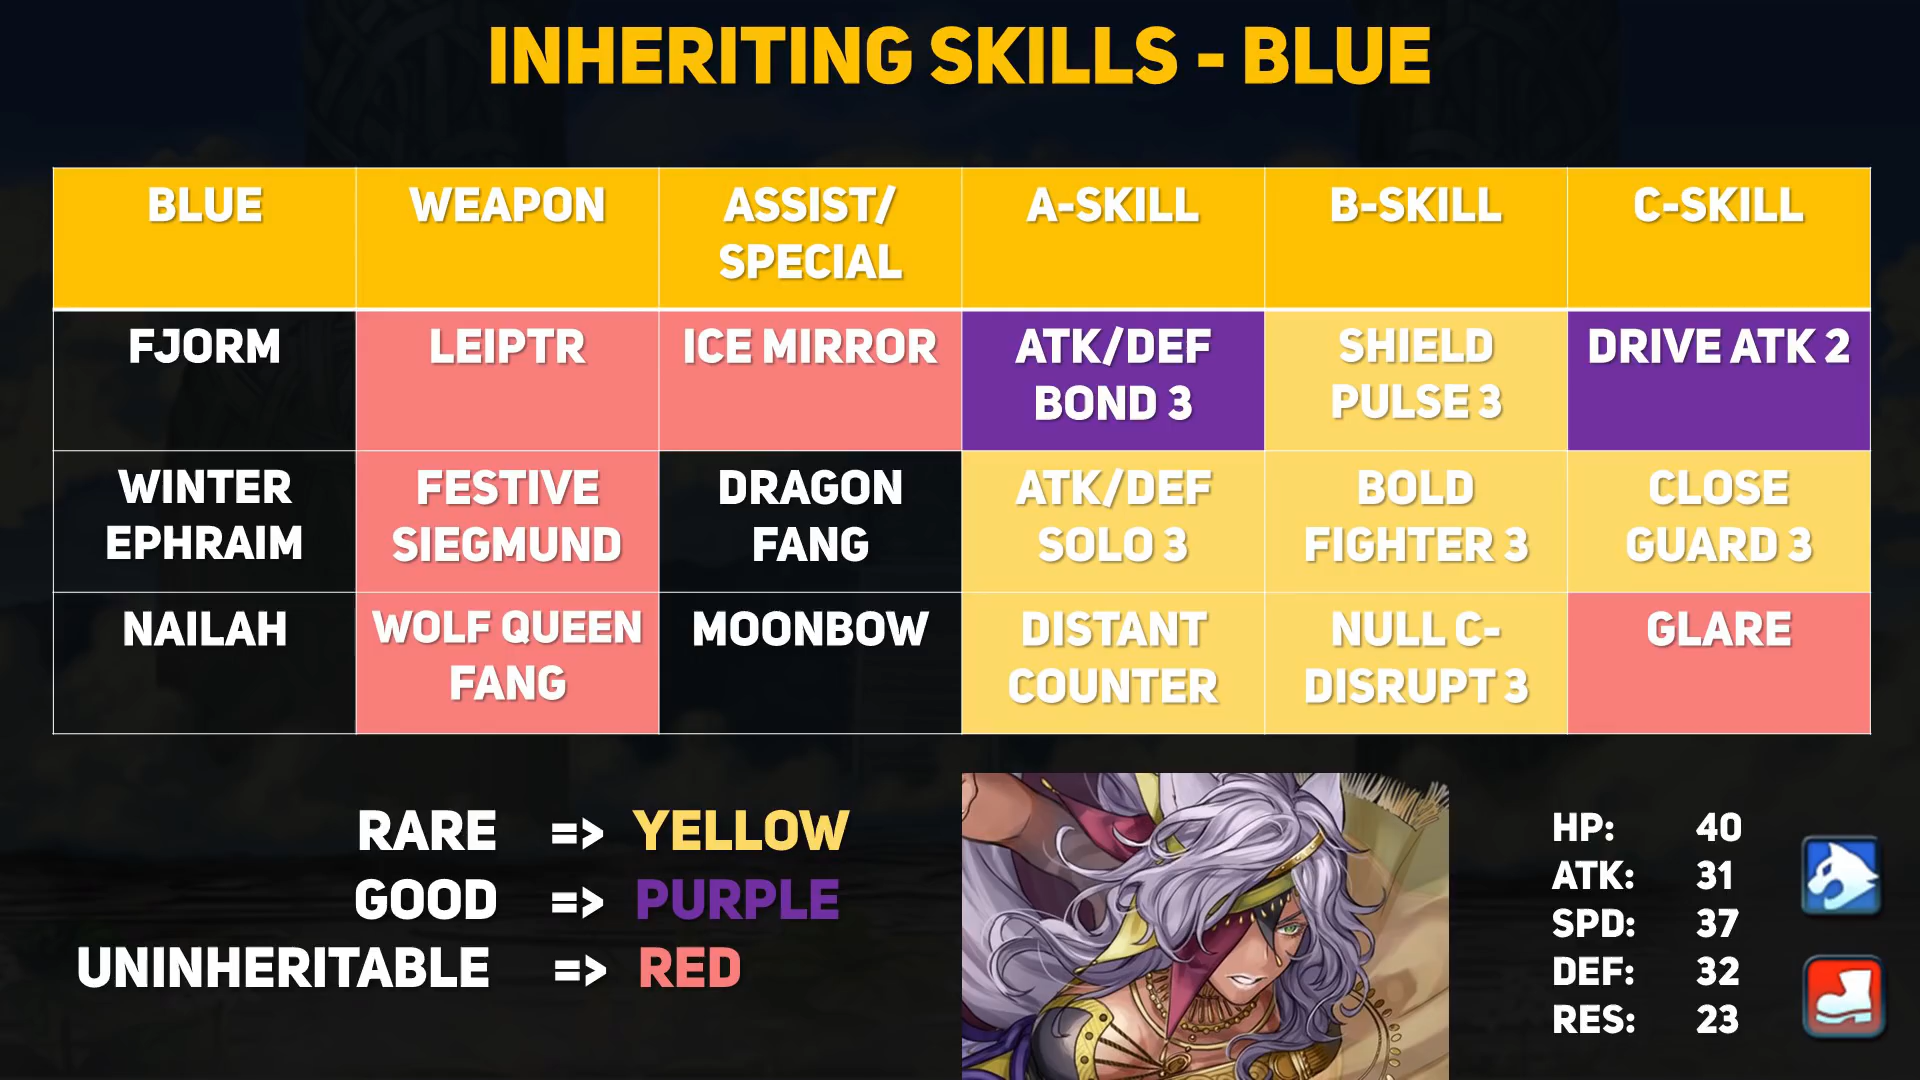 INHERITING SKILLS - BLUE
BLUE WEAPON ASSIST/ A-SKILL B-SKILL C-SKILL
SPECIAL
FJORM LEIPTR ICE MIRROR ATK/DEF SHIELD DRIVE ATK 2
BOND 3 PULSE 3
WINTER FESTIVE DRAGON ATK/DEF BOLD CLOSE
EPHRAIM SIEGMUND FANG SOLO 3 FIGHTER 3 GUARD 3
NAILAH WOLF QUEEN MOONBOW DISTANT NULL C- GLARE
FANG COUNTER DISRUPT 3
RARE => YELLOW
GOOD => PURPLE
UNINHERITABLE => RED
HP: 40
ATK: 31
SPD: 37
DEF: 32
RES: 23